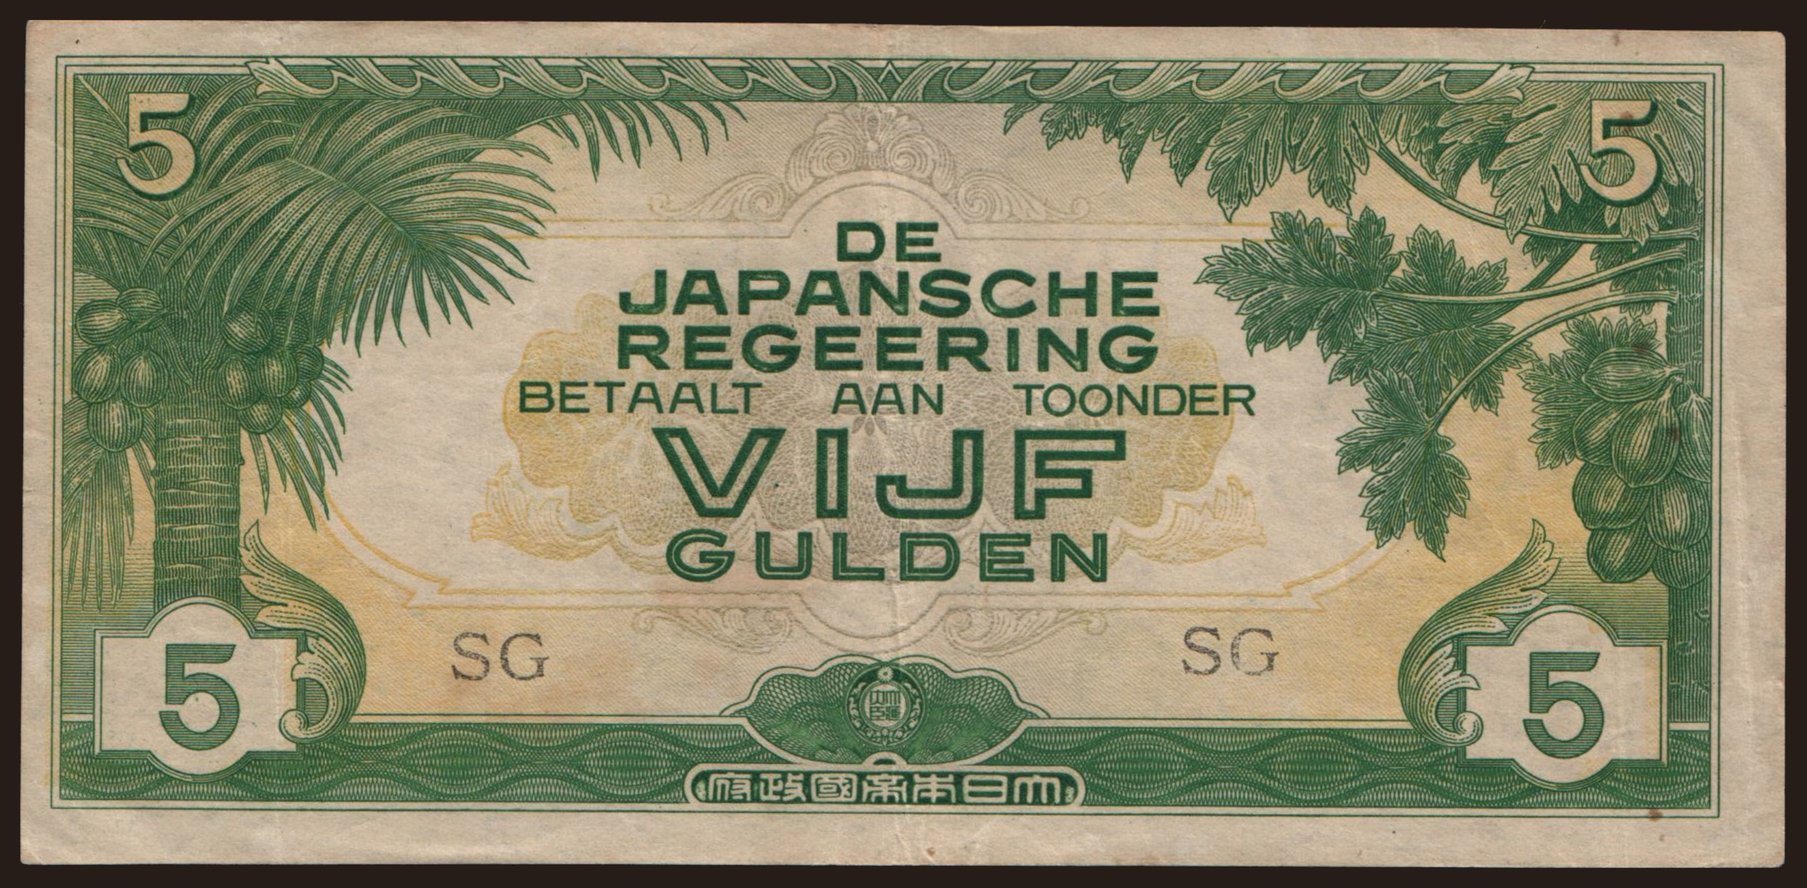 5 5
DE
JAPANSCHE
REGEERING
BETAALT AAN TOONDER
VIJF
GULDEN
SG SG
5 5
府政國帝本日大